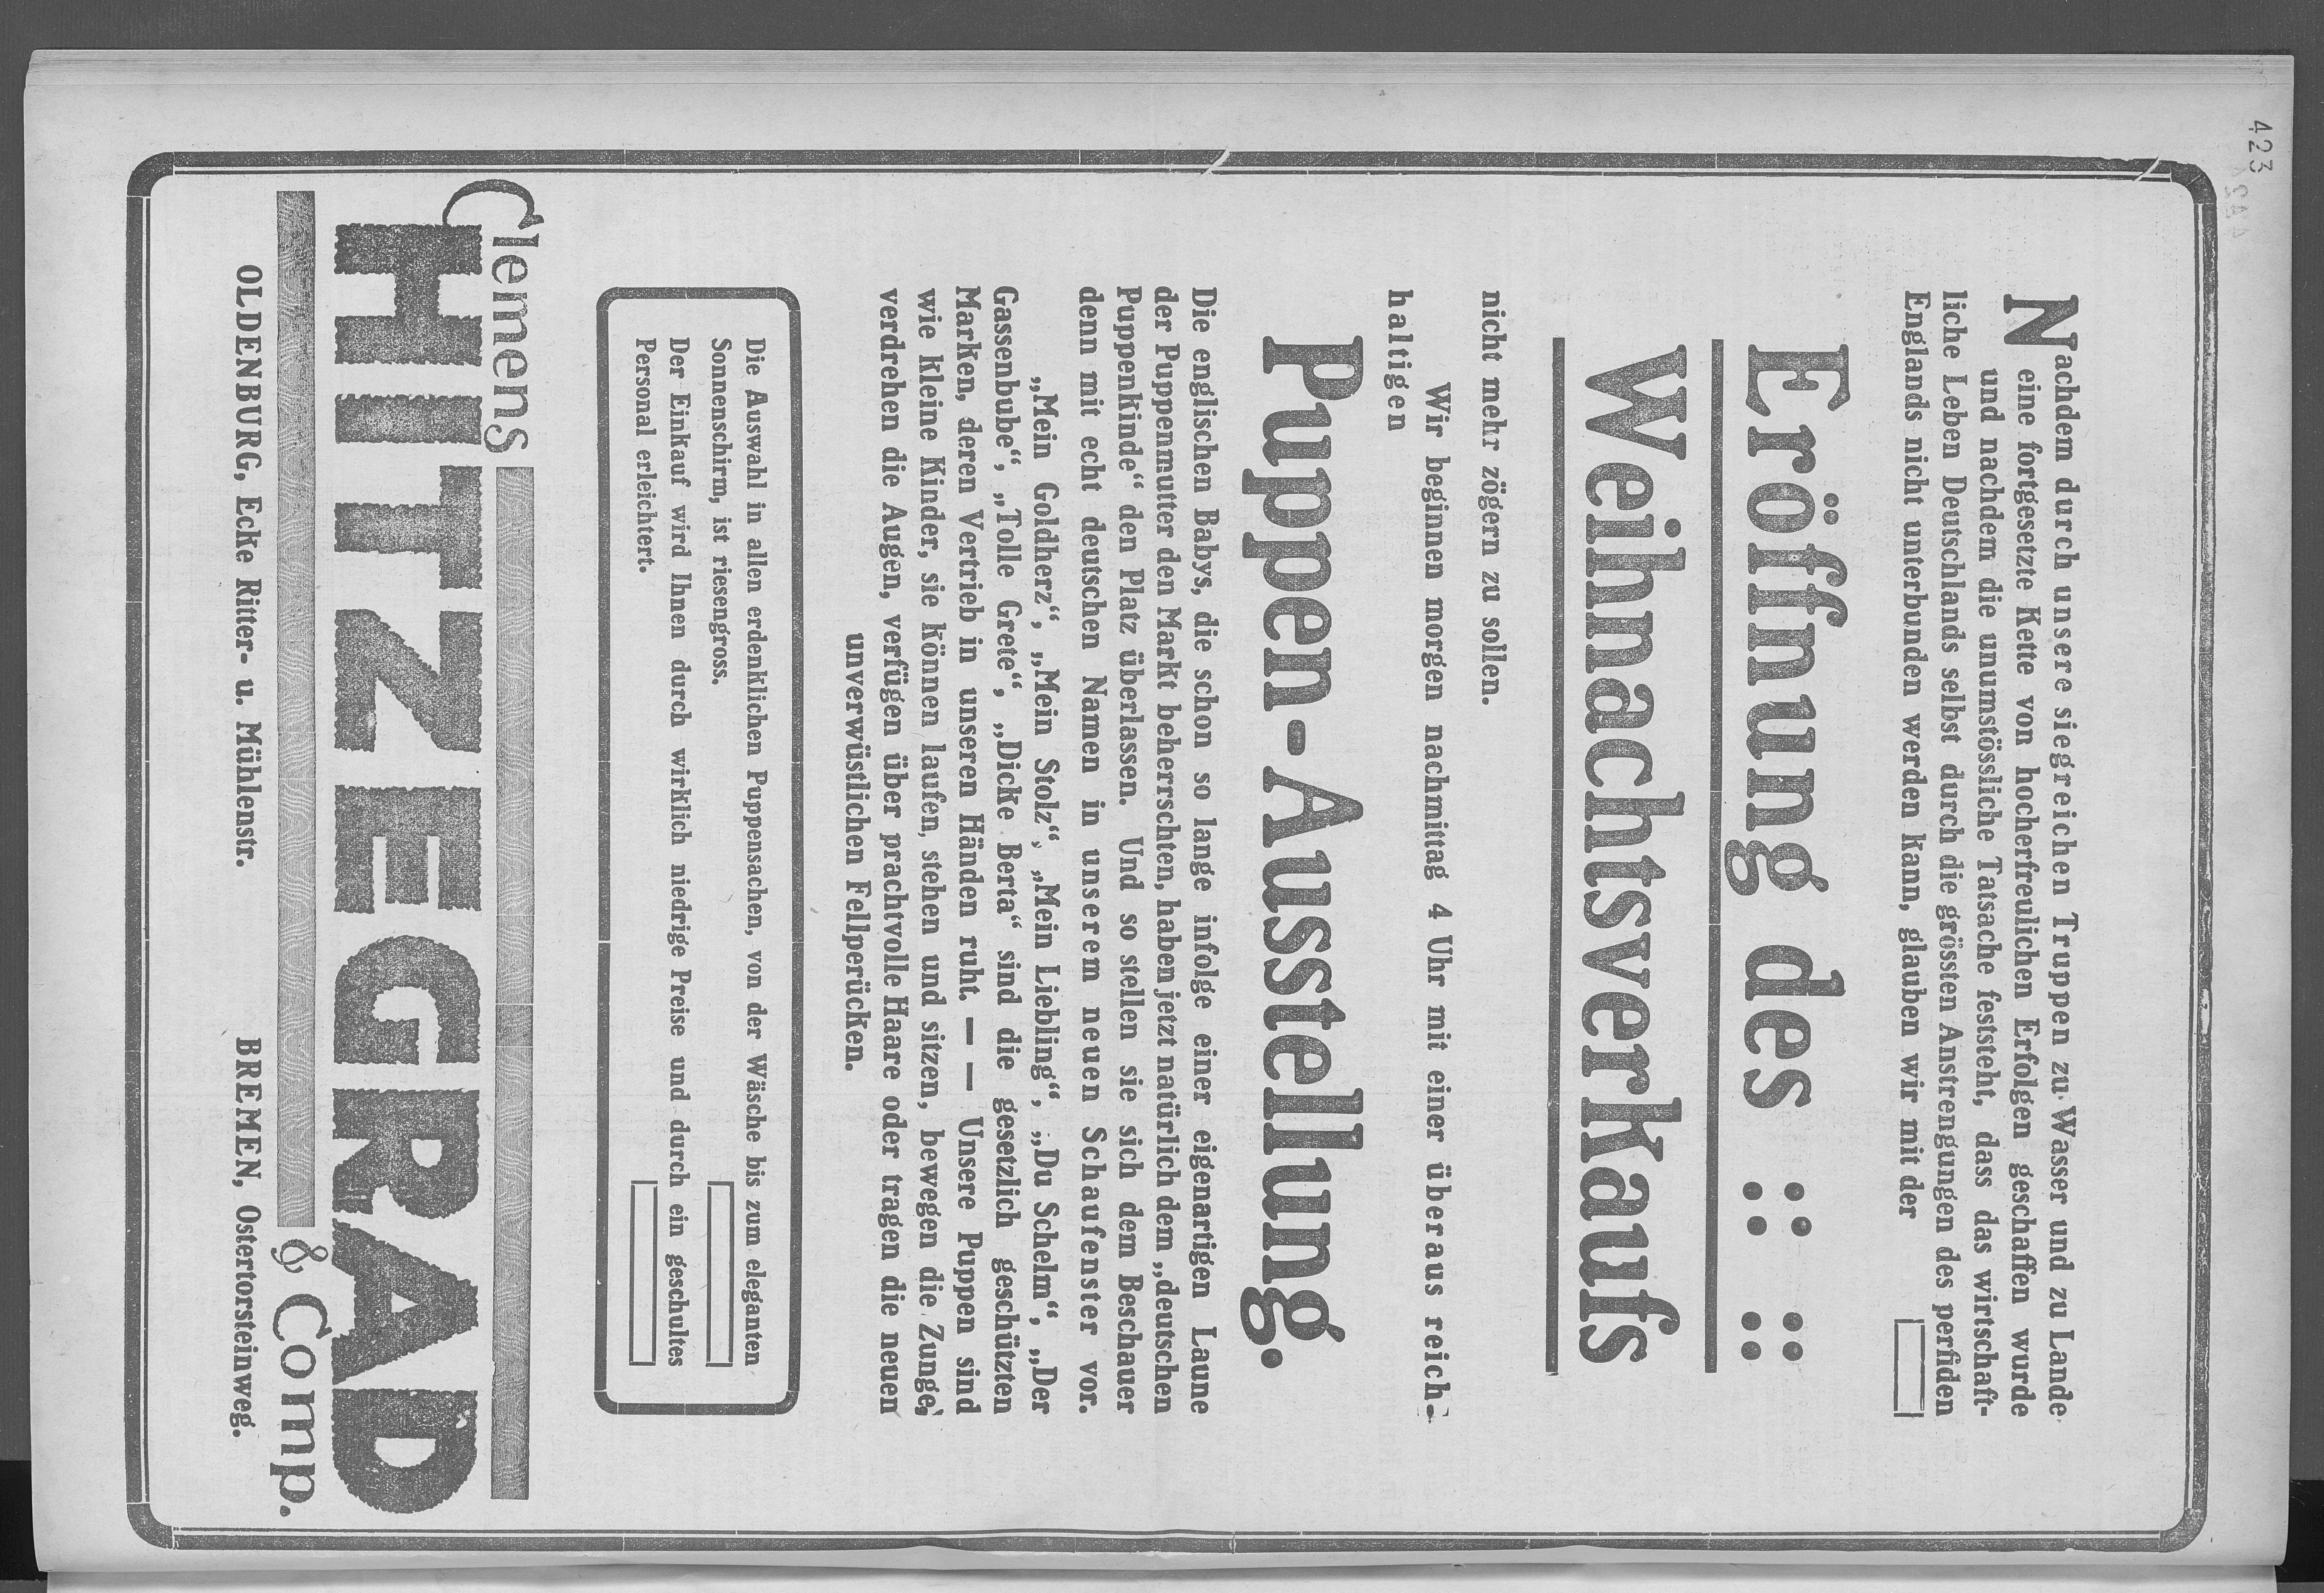 423
Nachdem durch unsere siegreichen Truppen zu Wasser und zu Lande
eine fortgesetzte Kette von hocherfreulichen Erfolgen geschaffen wurde
und nachdem die unumstössliche Tatsache feststeht, dass das wirtschaft-
liche Leben Deutschlands selbst durch die grössten Anstrengungen des perfiden
Englands nicht unterbunden werden kann, glauben wir mit der
Eröffnung des :: ::
Weihnachtsverkaufs
nicht mehr zögern zu sollen.
Wir beginnen morgen nachmittag 4 Uhr mit einer überaus reich-
haltigen
Puppen-Ausstellung.
Die englischen Babys, die schon so lange infolge einer eigenartigen Laune
der Puppenmutter den Markt beherrschten, haben jetzt natürlich dem „deutschen
Puppenkinde“ den Platz überlassen. Und so stellen sie sich dem Beschauer
denn mit echt deutschen Namen in unserem neuen Schaufenster vor.
„Mein Goldherz“, „Mein Stolz“, „Mein Liebling“, „Du Schelm“, „Der
Gassenbube“, „Tolle Grete“, „Dicke Berta“ sind die gesetzlich geschützten
Marken, deren Vertrieb in unseren Händen ruht. — — Unsere Puppen sind
wie kleine Kinder, sie können laufen, stehen und sitzen, bewegen die Zunge,
verdrehen die Augen, verfügen über prachtvolle Haare oder tragen die neuen
unverwüstlichen Fellperücken.
Die Auswahl in allen erdenklichen Puppensachen, von der Wäsche bis zum eleganten
Sonnenschirm, ist riesengross.
Der Einkauf wird Ihnen durch wirklich niedrige Preise und durch ein geschultes
Personal erleichtert.
Clemens
HITZEGRAD
& Comp.
OLDENBURG, Ecke Ritter- u. Mühlenstr. BREMEN, Ostertorsteinweg.